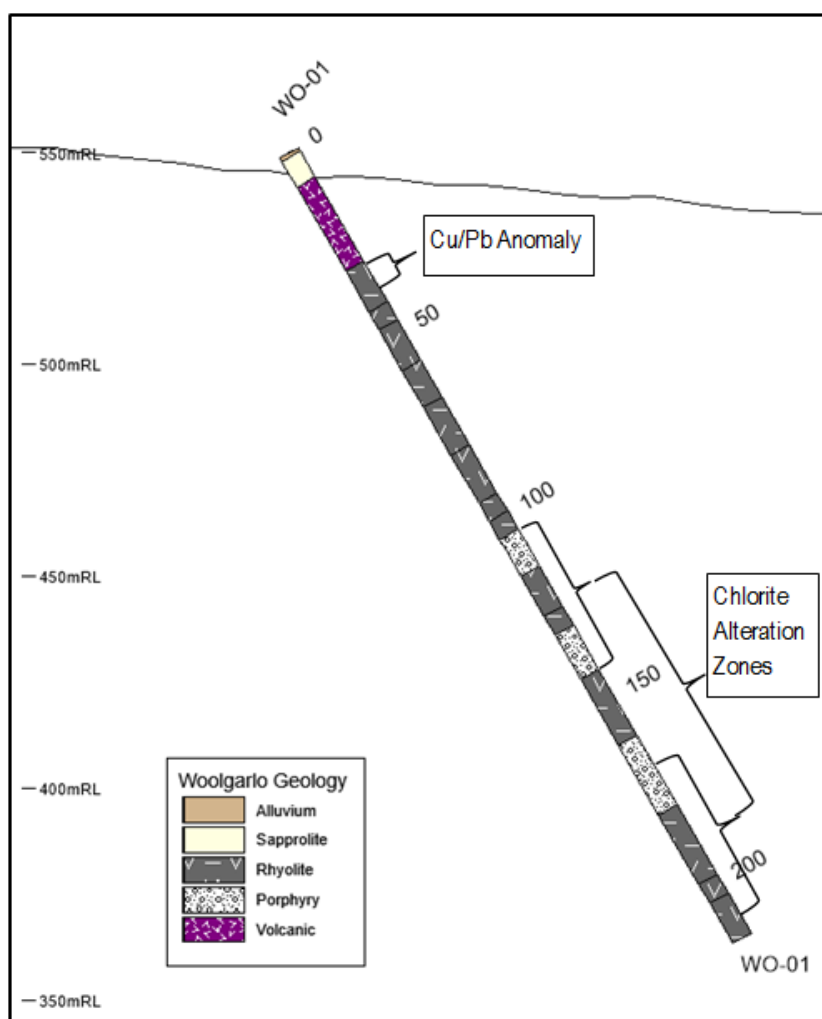 WO-01
0
550mRL
Cu/Pb Anomaly
50
500mRL
100
450mRL
Chlorite
Alteration
Zones
150
400mRL
Woolgarlo Geology
Alluvium
Sapprolite
Rhyolite
Porphyry
Volcanic
200
WO-01
350mRL